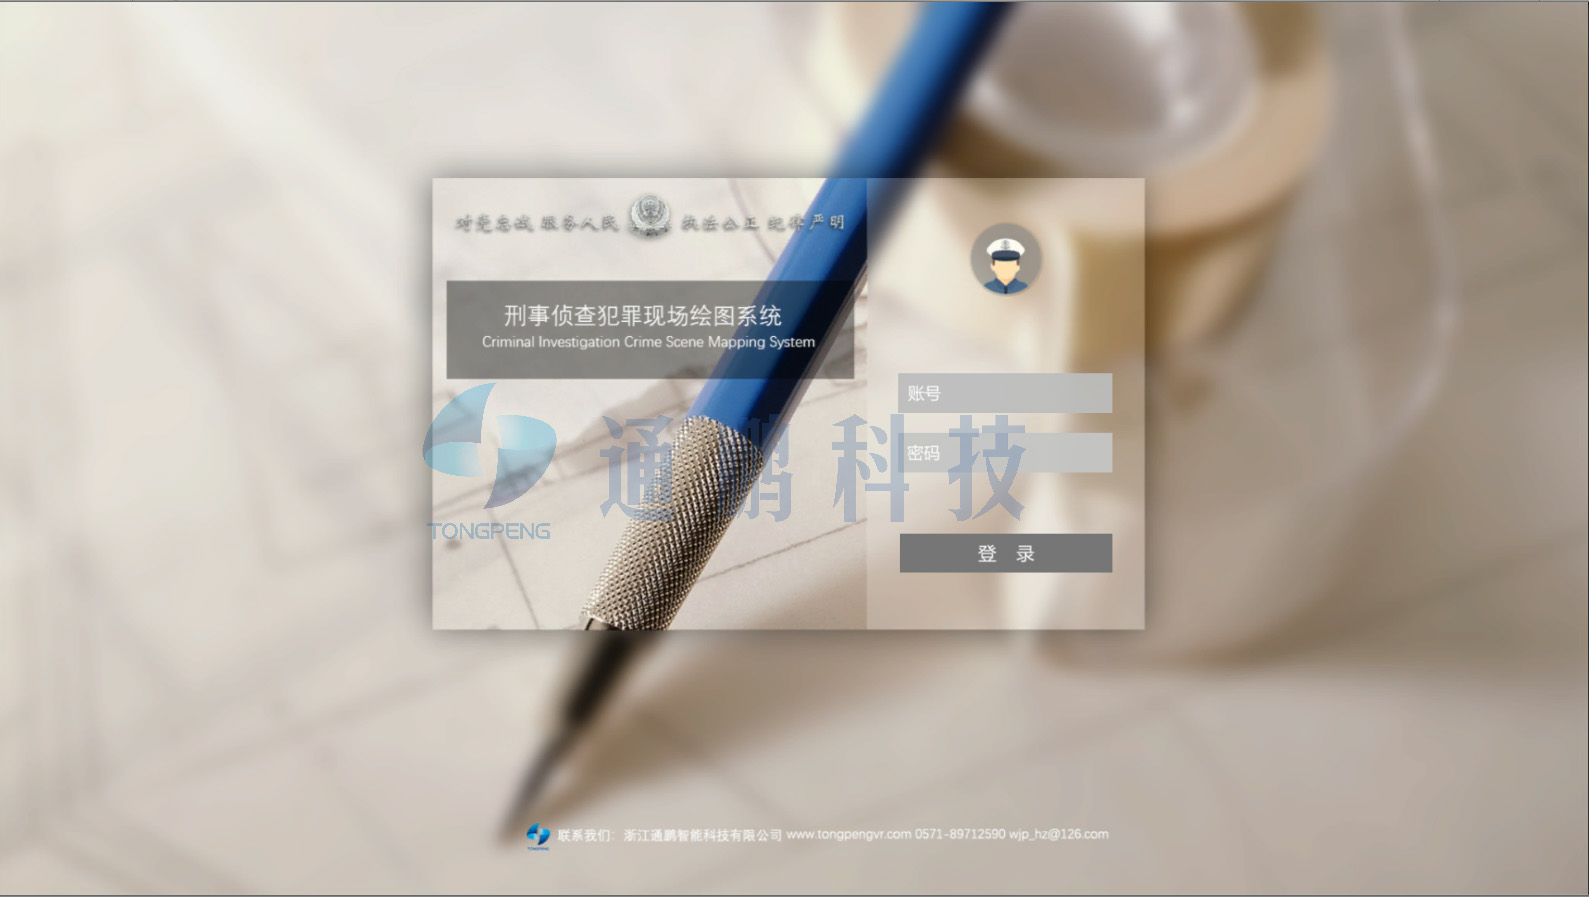 对党忠诚 服务人民 执法公正 纪律严明
刑事侦查犯罪现场绘图系统
Criminal Investigation Crime Scene Mapping System
账号
密码
登 录
通鹏科技
TONGPENG
联系我们：浙江通鹏智能科技有限公司 www.tongpengvr.com 0571-89712590 wjp_hz@126.com